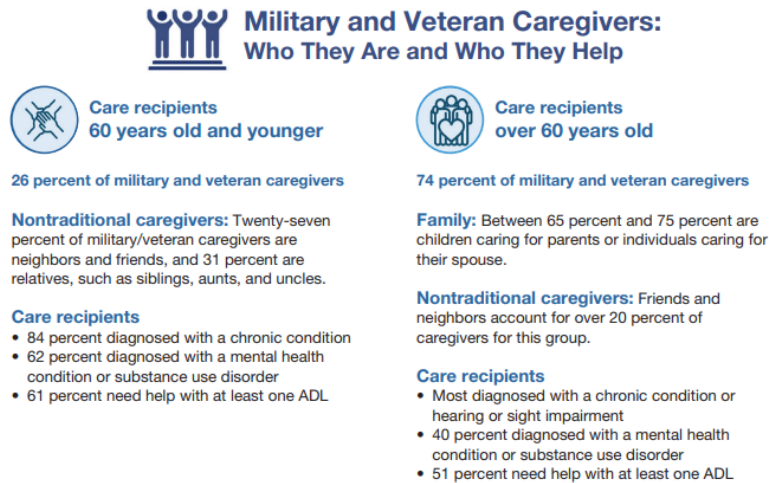 Military and Veteran Caregivers:
Who They Are and Who They Help
Care recipients
60 years old and younger
26 percent of military and veteran caregivers
Nontraditional caregivers: Twenty-seven
percent of military/veteran caregivers are
neighbors and friends, and 31 percent are
relatives, such as siblings, aunts, and uncles.
Care recipients
• 84 percent diagnosed with a chronic condition
• 62 percent diagnosed with a mental health
condition or substance use disorder
• 61 percent need help with at least one ADL
Care recipients
over 60 years old
74 percent of military and veteran caregivers
Family: Between 65 percent and 75 percent are
children caring for parents or individuals caring for
their spouse.
Nontraditional caregivers: Friends and
neighbors account for over 20 percent of
caregivers for this group.
Care recipients
• Most diagnosed with a chronic condition or
hearing or sight impairment
• 40 percent diagnosed with a mental health
condition or substance use disorder
• 51 percent need help with at least one ADL